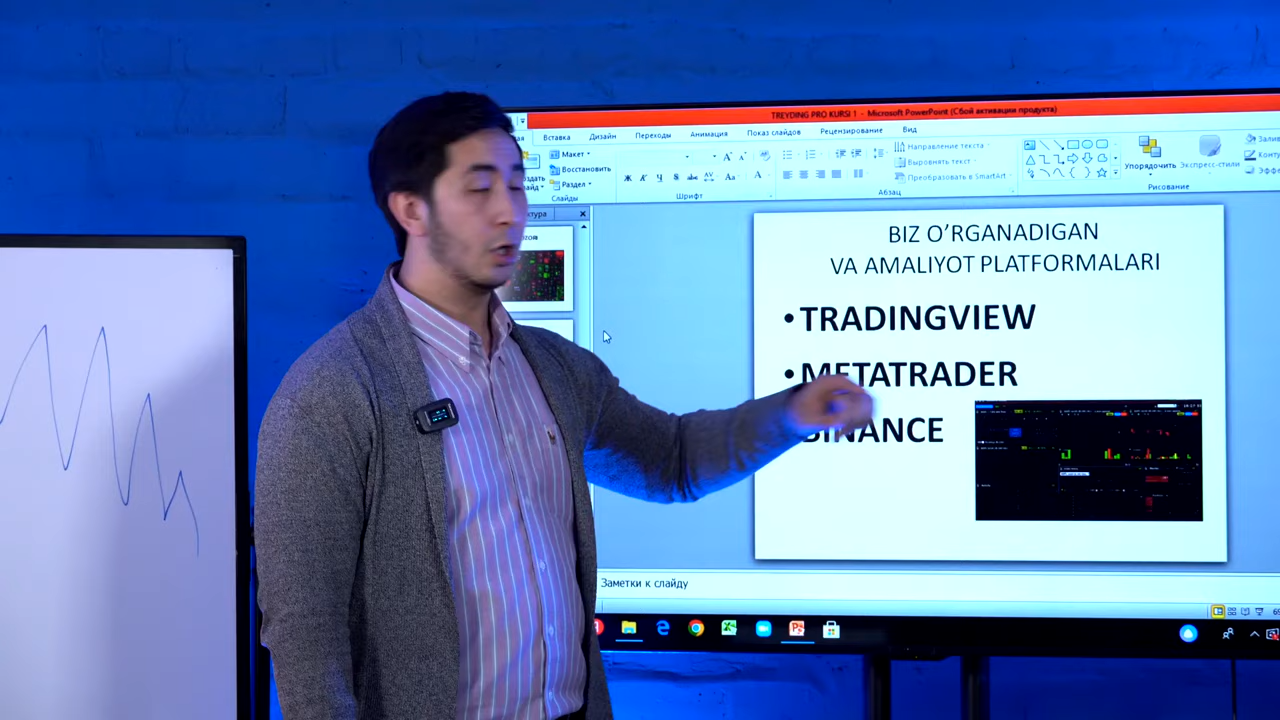 TREYDING PRO KURSI 1 - Microsoft PowerPoint (Сбой активации продукта)
Вставка Дизайн Переходы Анимация Показ слайдов Рецензирование Вид
Макет
Восстановить
Раздел
Слайды
Шрифт
Направление текста
Выровнять текст
Преобразовать в SmartArt
Абзац
Упорядочить
Экспресс-стили
Рисование
BIZ O’RGANADIGAN
VA AMALIYOT PLATFORMALARI
• TRADINGVIEW
• METATRADER
BINANCE
Заметки к слайду